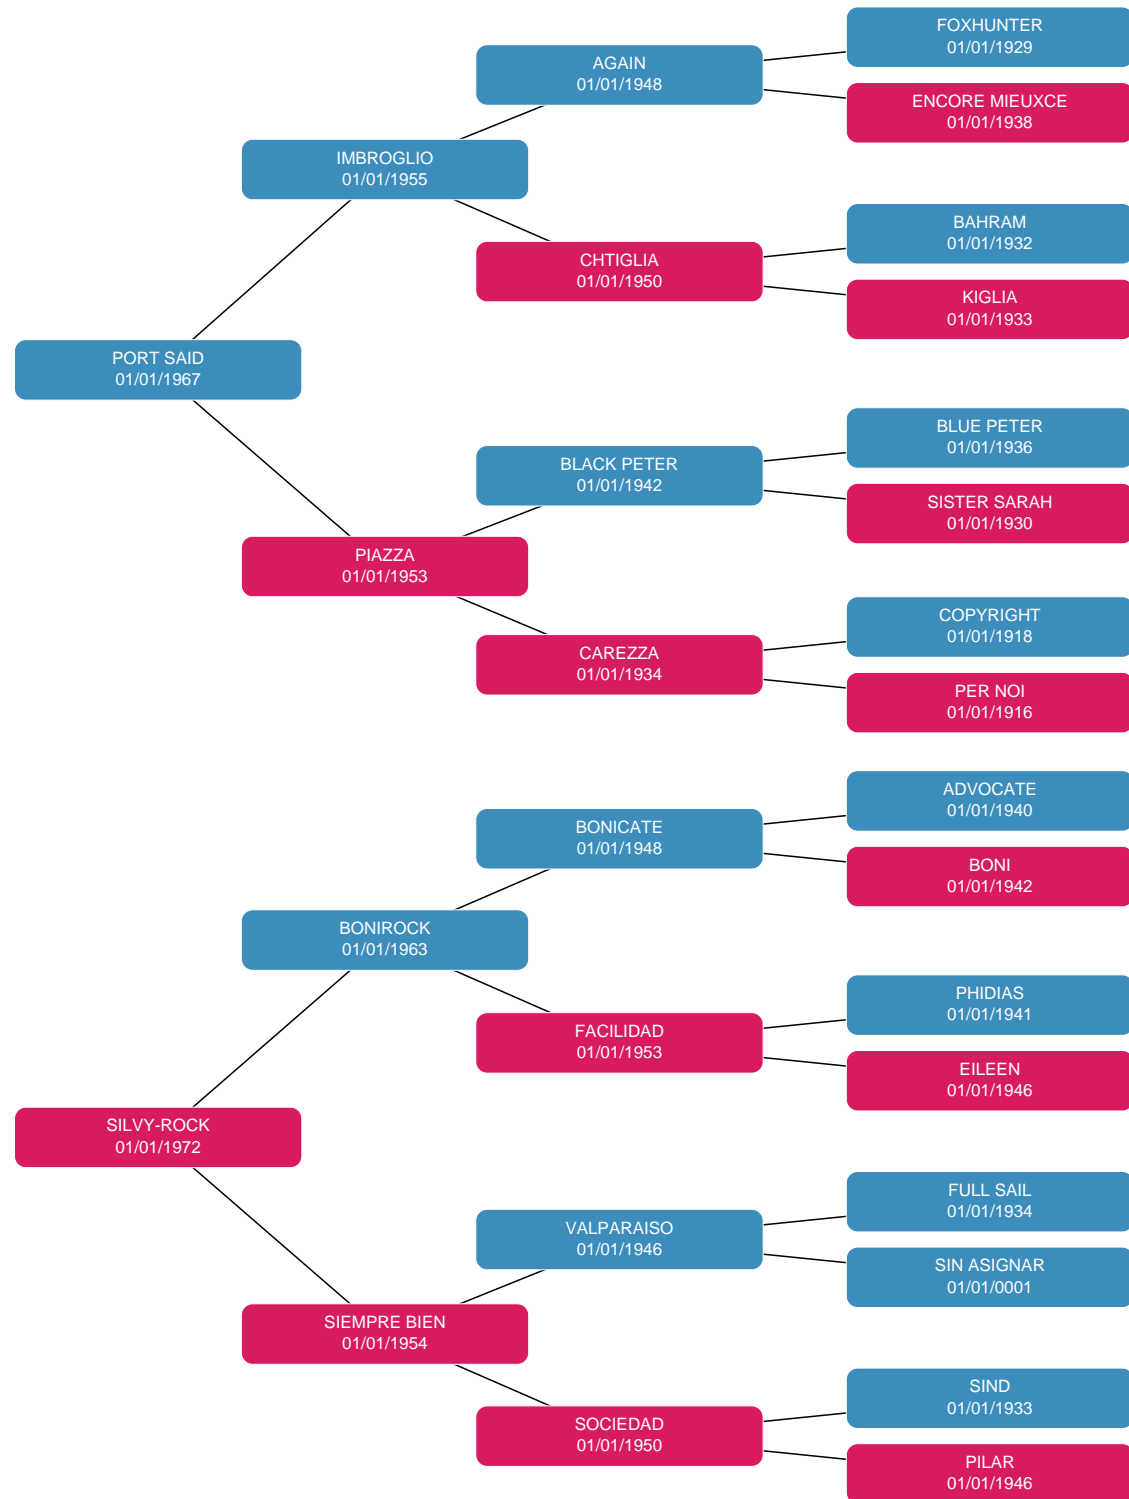 FOXHUNTER
01/01/1929
AGAIN
01/01/1948
ENCORE MIEUXCE
01/01/1938
IMBROGLIO
01/01/1955
BAHRAM
01/01/1932
CHTIGLIA
01/01/1950
KIGLIA
01/01/1933
PORT SAID
01/01/1967
BLUE PETER
01/01/1936
BLACK PETER
01/01/1942
SISTER SARAH
01/01/1930
PIAZZA
01/01/1953
COPYRIGHT
01/01/1918
CAREZZA
01/01/1934
PER NOI
01/01/1916
ADVOCATE
01/01/1940
BONICATE
01/01/1948
BONI
01/01/1942
BONIROCK
01/01/1963
PHIDIAS
01/01/1941
FACILIDAD
01/01/1953
EILEEN
01/01/1946
SILVY-ROCK
01/01/1972
FULL SAIL
01/01/1934
VALPARAISO
01/01/1946
SIN ASIGNAR
01/01/0001
SIEMPRE BIEN
01/01/1954
SIND
01/01/1933
SOCIEDAD
01/01/1950
PILAR
01/01/1946